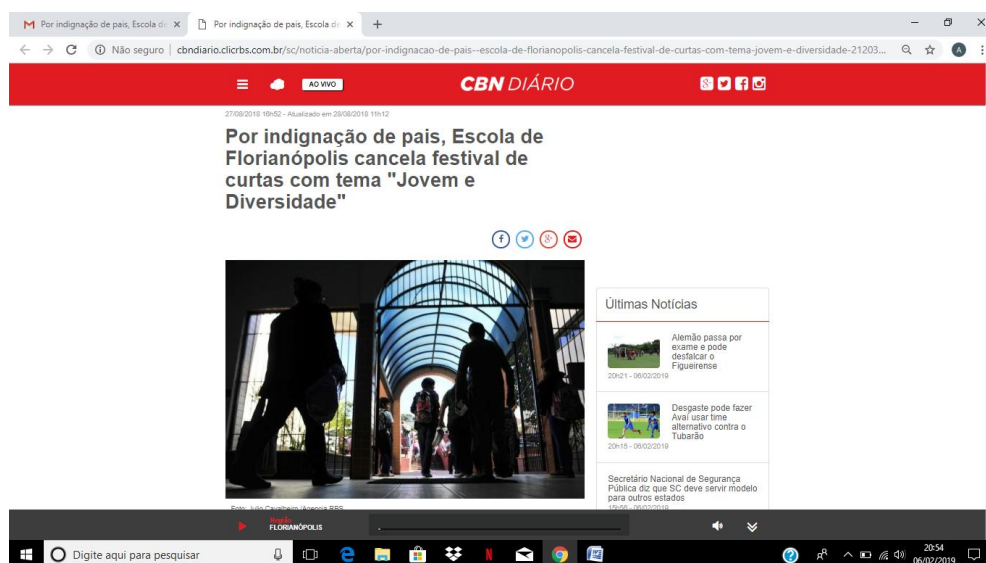 Por indignação de pais, Escola de
Por indignação de pais, Escola de
Não seguro | cbndiario.clicrbs.com.br/sc/noticia-aberta/por-indignacao-de-pais--escola-de-florianopolis-cancela-festival-de-curtas-com-tema-jovem-e-diversidade-21203...
A
AO VIVO
CBN DIÁRIO
27/08/2018 16h52 - Atualizado em 28/08/2018 11h12
Por indignação de pais, Escola de
Florianópolis cancela festival de
curtas com tema "Jovem e
Diversidade"
Últimas Notícias
Alemão passa por
exame e pode
desfalcar o
Figueirense
20h21 - 06/02/2019
Desgaste pode fazer
Avaí usar time
alternativo contra o
Tubarão
20h15 - 06/02/2019
Secretário Nacional de Segurança
Pública diz que SC deve servir modelo
para outros estados
Foto: Julio Cavalheiro /Agencia RBS
FLORIANÓPOLIS
Digite aqui para pesquisar
20:54
06/02/2019